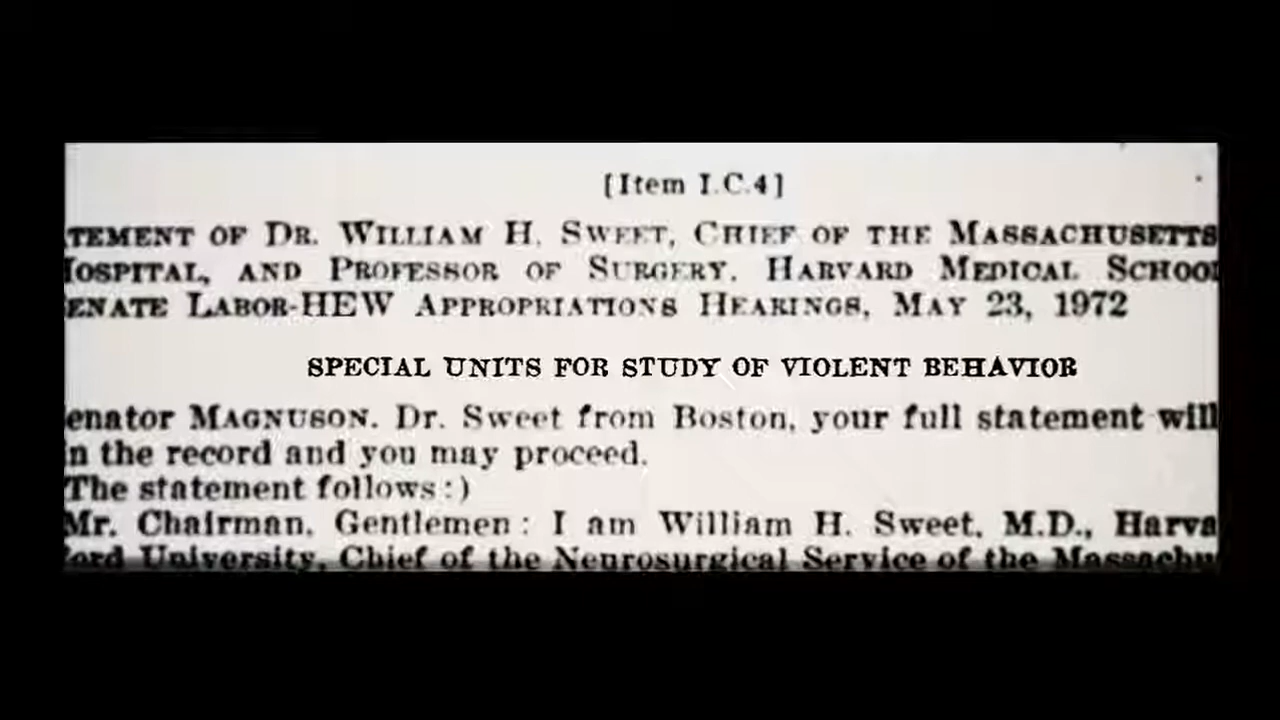 [Item I.C.4]
TEMENT OF DR. WILLIAM H. SWEET, CHIEF OF THE MASSACHUSETTS
HOSPITAL, AND PROFESSOR OF SURGERY, HARVARD MEDICAL SCHOOL
ENATE LABOR-HEW APPROPRIATIONS HEARINGS, MAY 23, 1972
SPECIAL UNITS FOR STUDY OF VIOLENT BEHAVIOR
enator MAGNUSON. Dr. Sweet from Boston, your full statement will
n the record and you may proceed.
The statement follows:)
Mr. Chairman, Gentlemen: I am William H. Sweet, M.D., Harva
ord University, Chief of the Neurosurgical Service of the Massachu